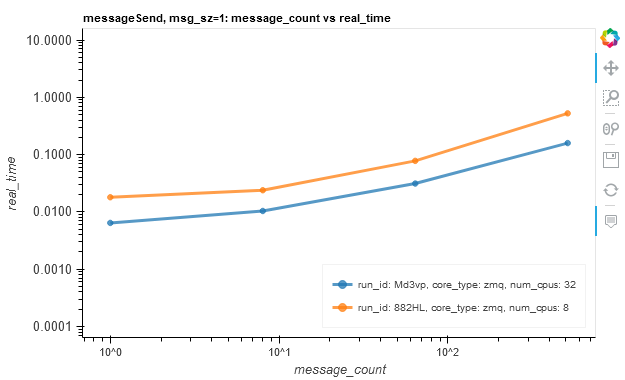 messageSend, msg_sz=1: message_count vs real_time
10.0000
1.0000
0.1000
0.0100
0.0010
0.0001
real_time
run_id: Md3vp, core_type: zmq, num_cpus: 32
run_id: 882HL, core_type: zmq, num_cpus: 8
10^0
10^1
10^2
message_count